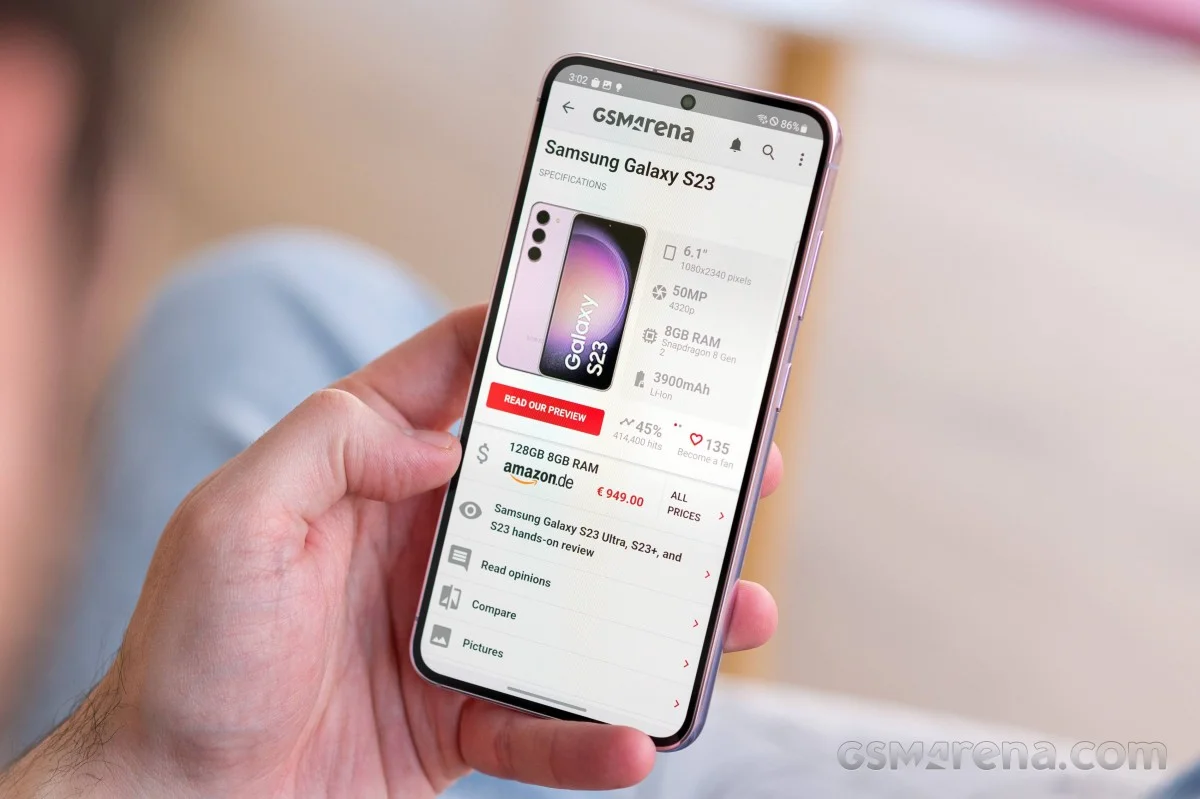 3:02
86%
GSMArena
Samsung Galaxy S23
SPECIFICATIONS
Galaxy
S23
6.1"
1080x2340 pixels
50MP
4320p
8GB RAM
Snapdragon 8 Gen
2
3900mAh
Li-Ion
READ OUR PREVIEW
45%
414,400 hits
135
Become a fan
$
128GB 8GB RAM
amazon.de
€ 949.00
ALL
PRICES
Samsung Galaxy S23 Ultra, S23+, and
S23 hands-on review
Read opinions
Compare
Pictures
GSMArena.com